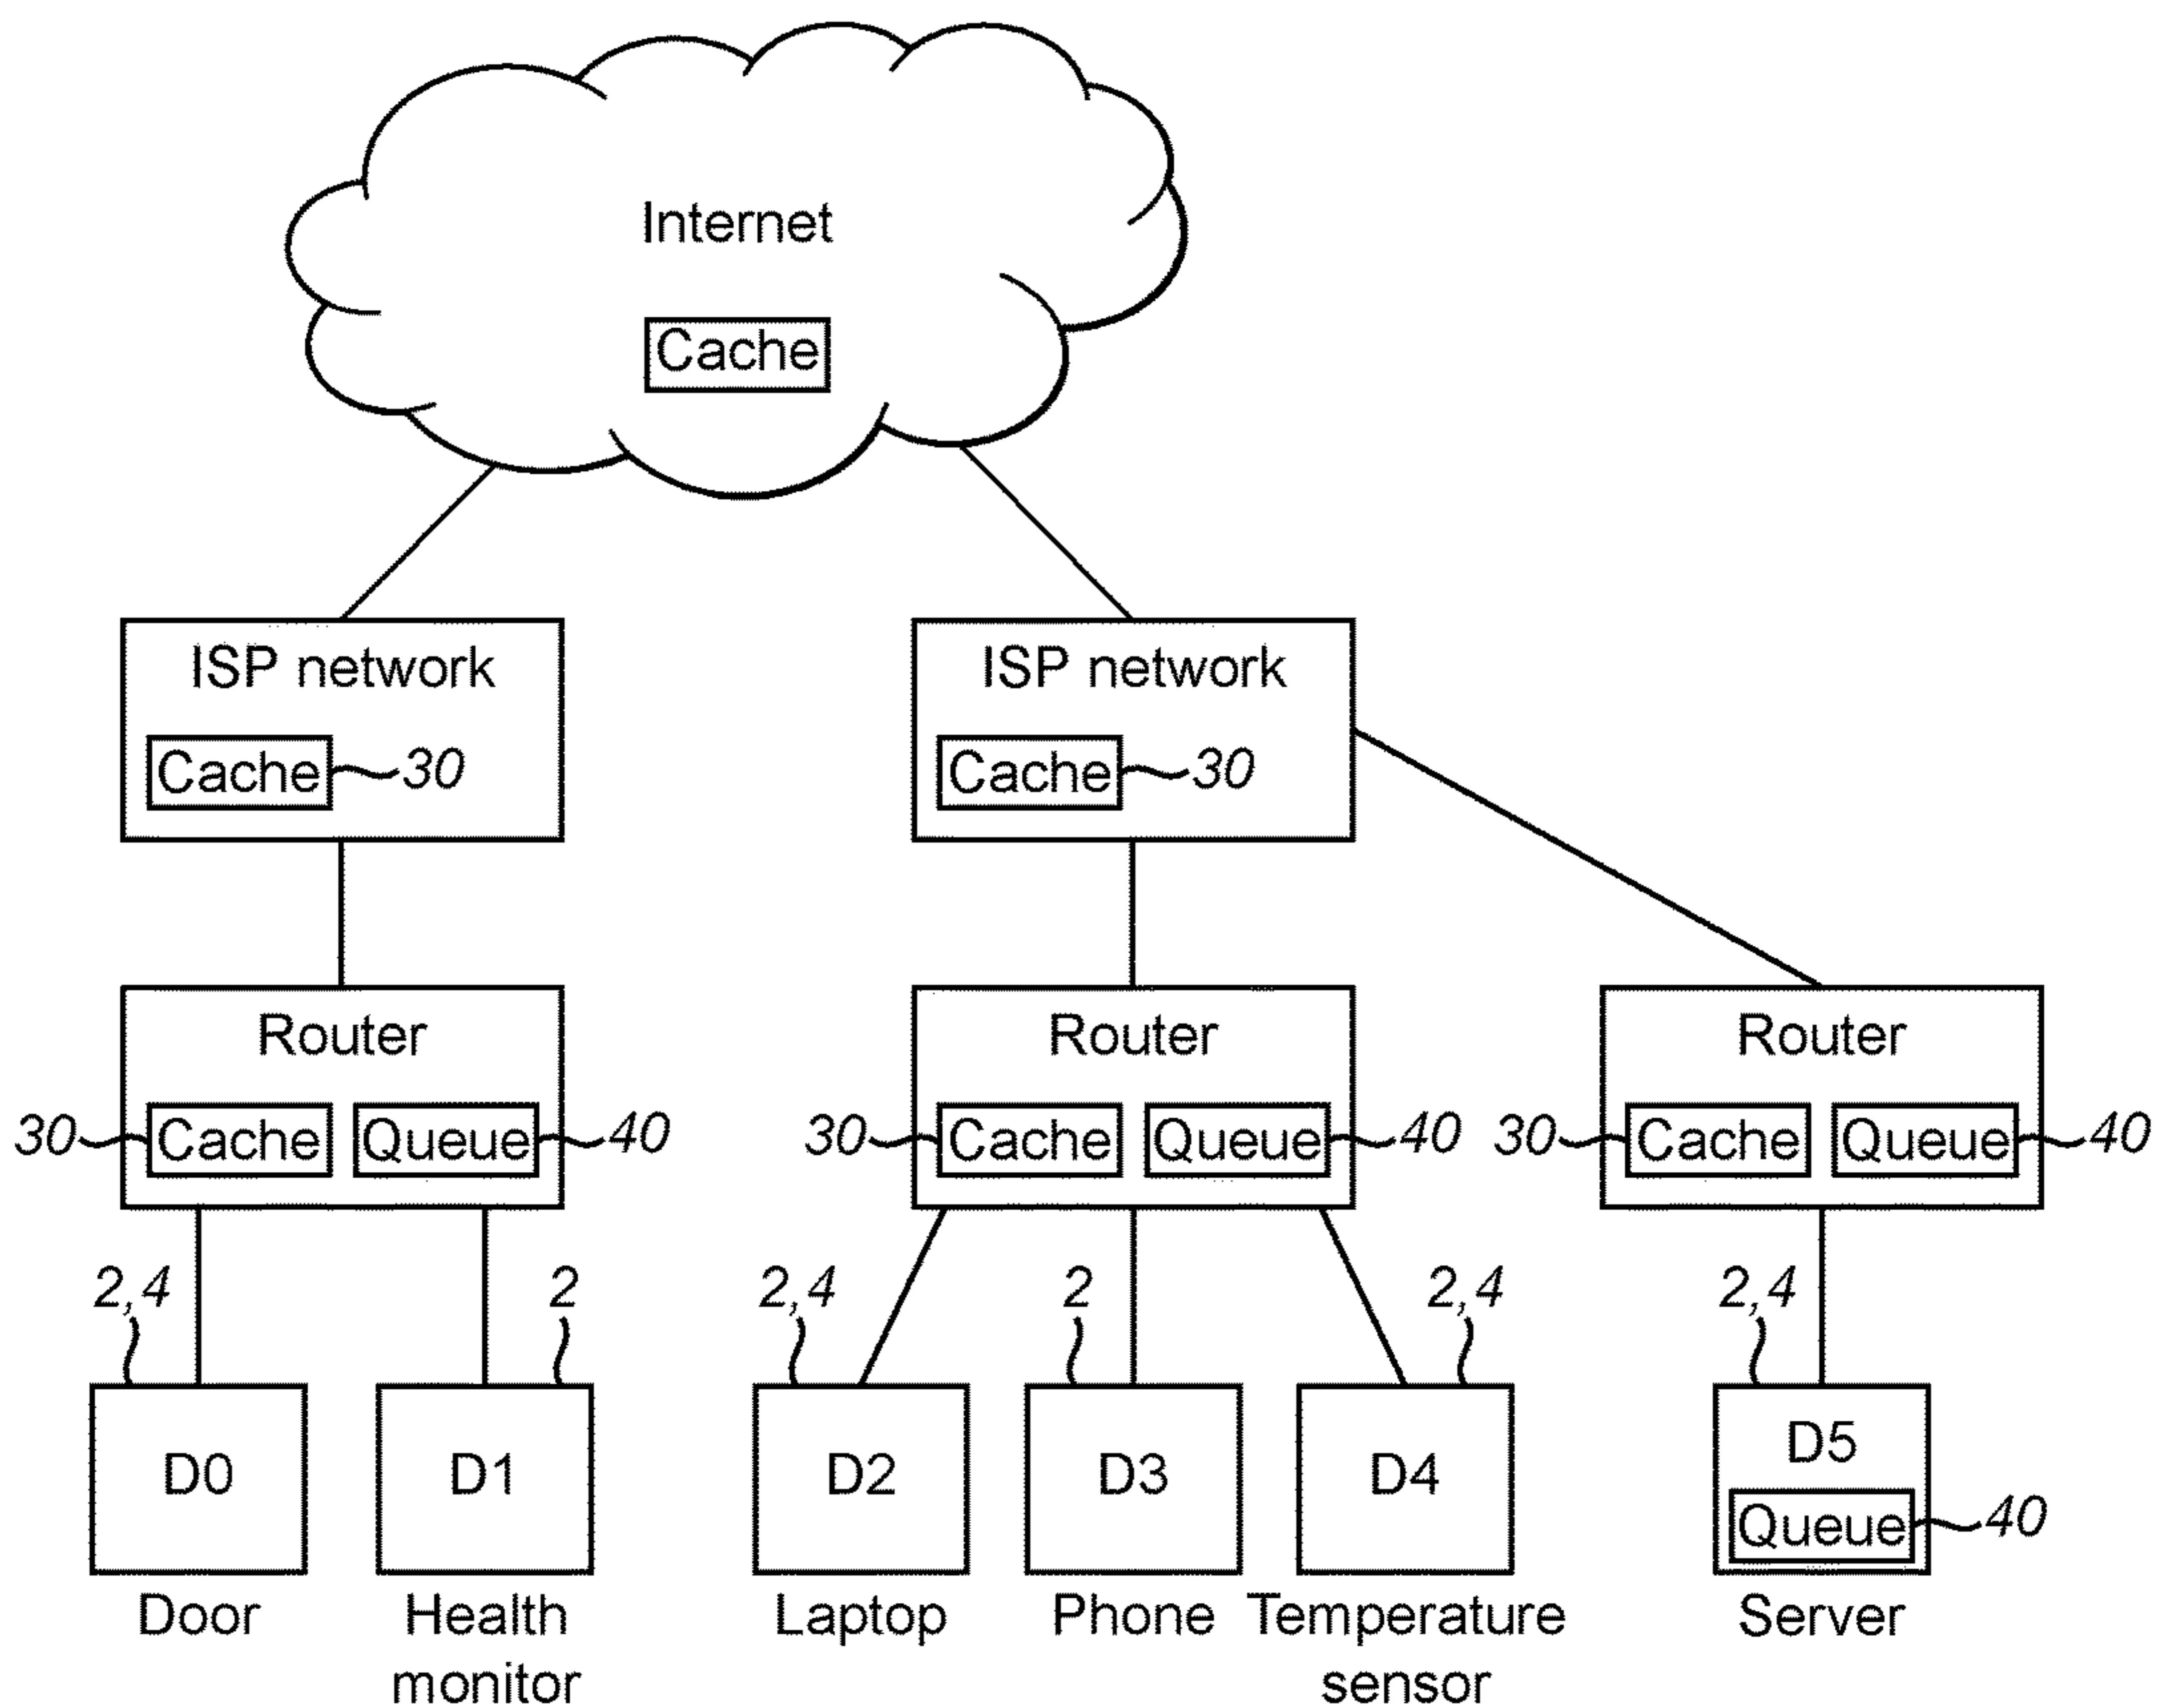 Internet
Cache
ISP network
Cache 30
ISP network
Cache 30
Router
30 Cache Queue 40
Router
30 Cache Queue 40
Router
30 Cache Queue 40
2,4
2
2,4
2
2,4
2,4
D0
D1
D2
D3
D4
D5
Queue 40
Door
Health
monitor
Laptop
Phone
Temperature
sensor
Server